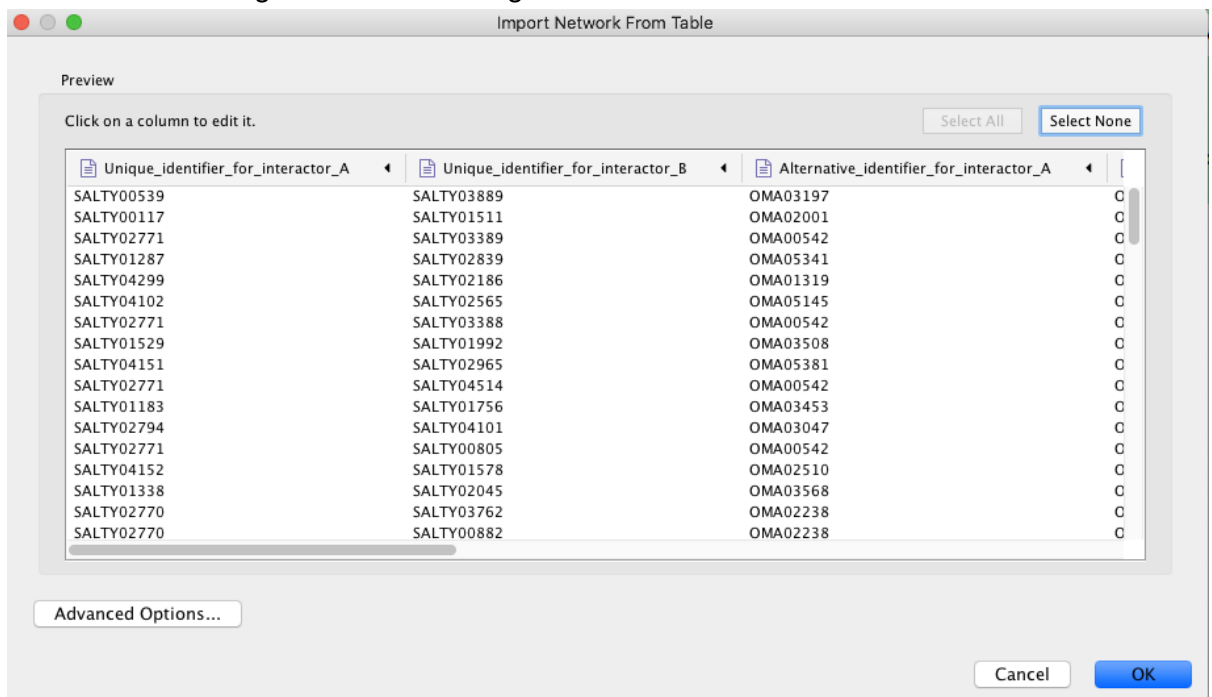 Import Network From Table
Preview
Click on a column to edit it.
Select All
Select None
Unique_identifier_for_interactor_A Unique_identifier_for_interactor_B Alternative_identifier_for_interactor_A
SALTY00539 SALTY03889 OMA03197
SALTY00117 SALTY01511 OMA02001
SALTY02771 SALTY03389 OMA00542
SALTY01287 SALTY02839 OMA05341
SALTY04299 SALTY02186 OMA01319
SALTY04102 SALTY02565 OMA05145
SALTY02771 SALTY03388 OMA00542
SALTY01529 SALTY01992 OMA03508
SALTY04151 SALTY02965 OMA05381
SALTY02771 SALTY04514 OMA00542
SALTY01183 SALTY01756 OMA03453
SALTY02794 SALTY04101 OMA03047
SALTY02771 SALTY00805 OMA00542
SALTY04152 SALTY01578 OMA02510
SALTY01338 SALTY02045 OMA03568
SALTY02770 SALTY03762 OMA02238
SALTY02770 SALTY00882 OMA02238
Advanced Options...
Cancel
OK